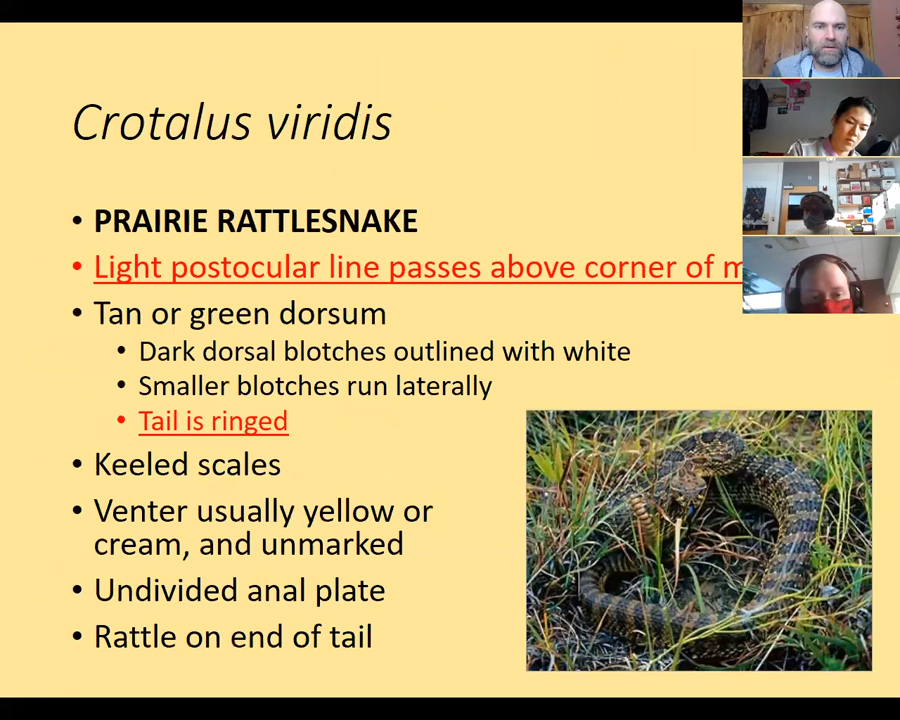 Crotalus viridis
• PRAIRIE RATTLESNAKE
• Light postocular line passes above corner of m
• Tan or green dorsum
• Dark dorsal blotches outlined with white
• Smaller blotches run laterally
• Tail is ringed
• Keeled scales
• Venter usually yellow or
cream, and unmarked
• Undivided anal plate
• Rattle on end of tail